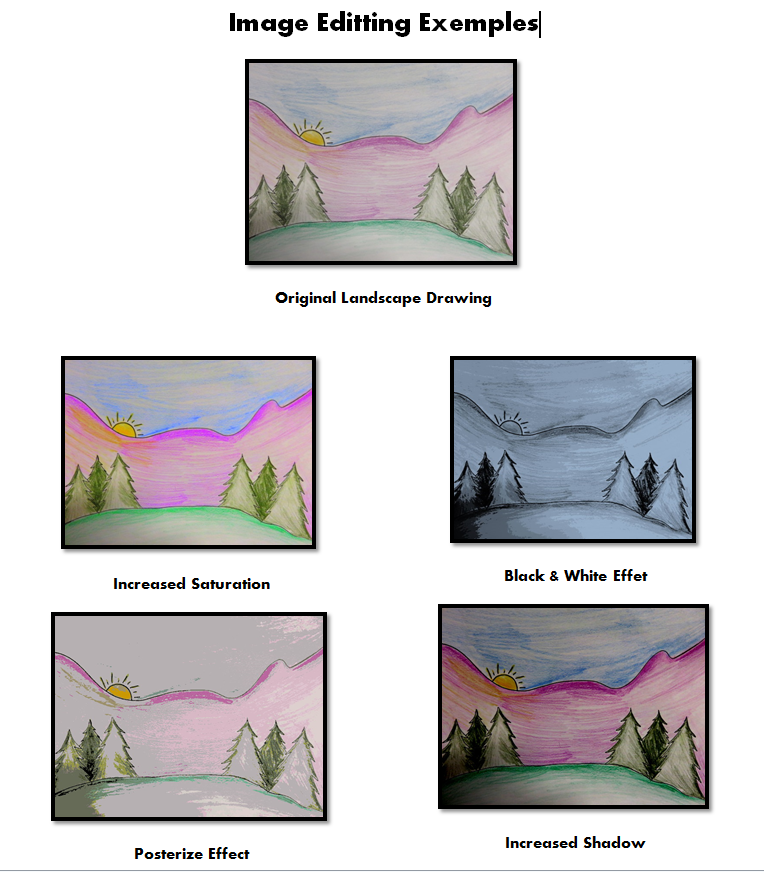 Image Editting Exemples
Original Landscape Drawing
Increased Saturation
Black & White Effet
Posterize Effect
Increased Shadow